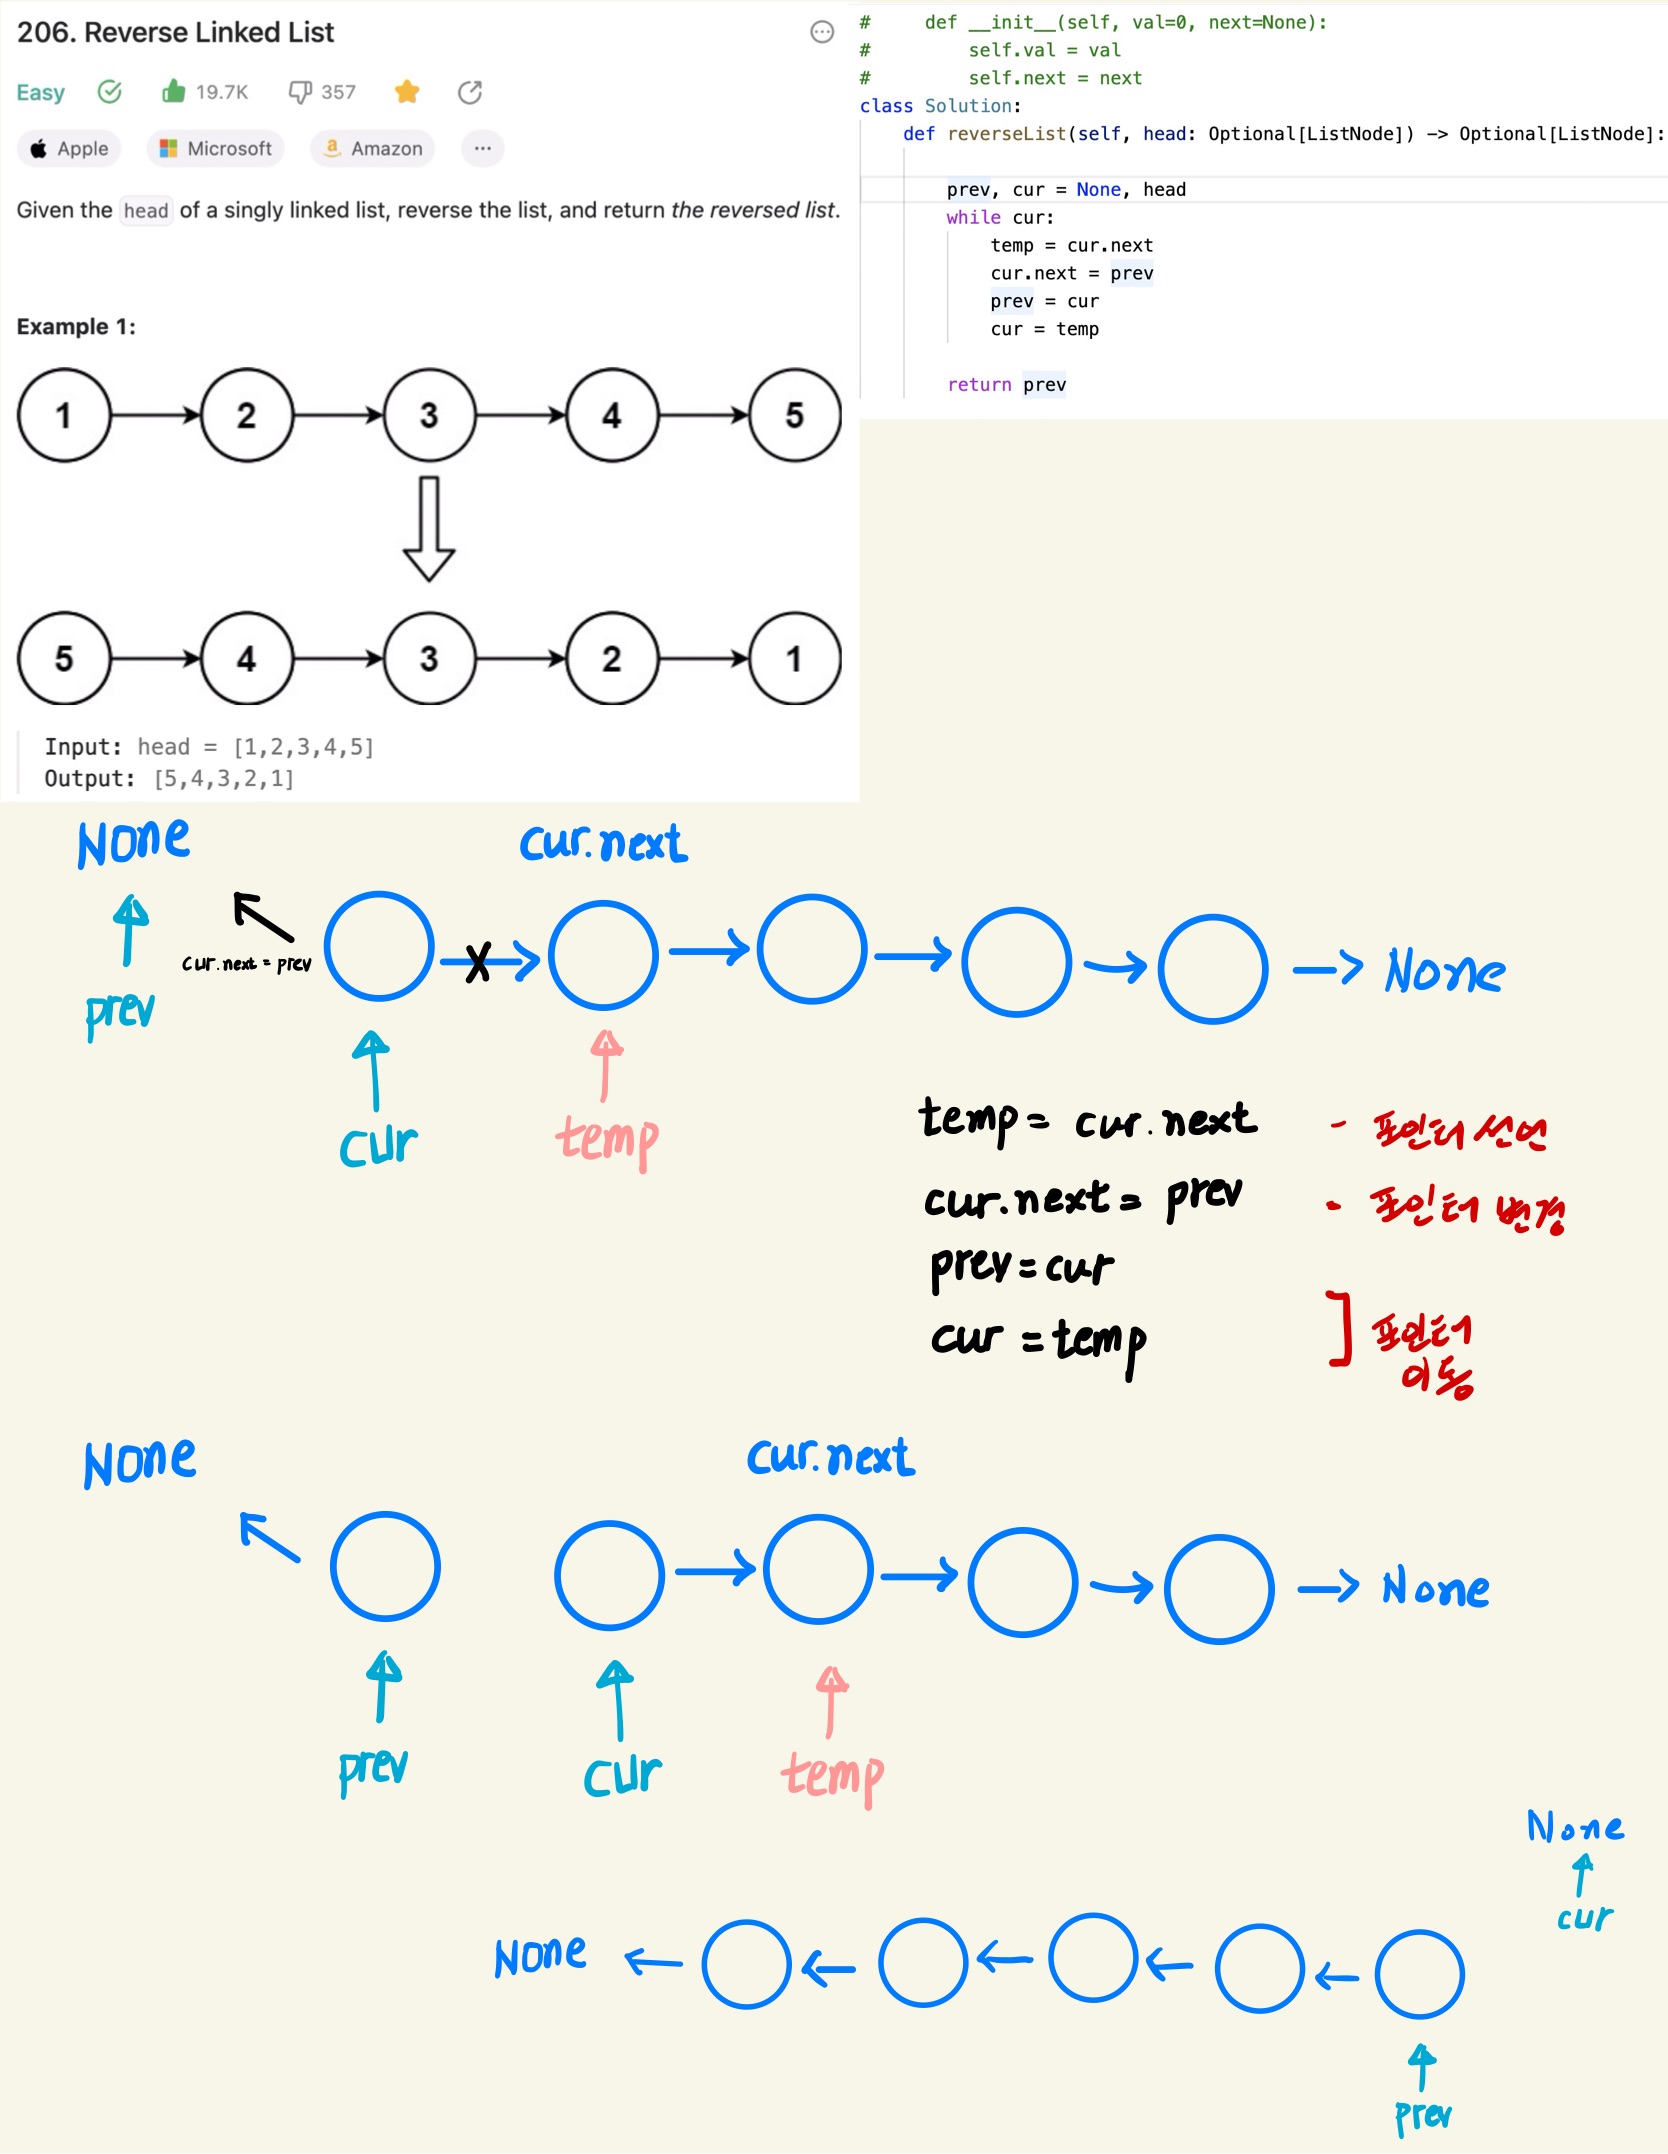 206. Reverse Linked List
Easy 19.7K 357
Apple Microsoft Amazon ...
Given the head of a singly linked list, reverse the list, and return the reversed list.
Example 1:
1 2 3 4 5
5 4 3 2 1
Input: head = [1,2,3,4,5]
Output: [5,4,3,2,1]
#     def __init__(self, val=0, next=None):
#         self.val = val
#         self.next = next
class Solution:
    def reverseList(self, head: Optional[ListNode]) -> Optional[ListNode]:
        prev, cur = None, head
        while cur:
            temp = cur.next
            cur.next = prev
            prev = cur
            cur = temp
        return prev
None cur.next
cur.next = prev
None
prev
cur temp
temp = cur.next - 포인터 선언
cur.next = prev - 포인터 변경
prev = cur
cur = temp ] 포인터
이동
None cur.next
None
prev cur temp
None
cur
None
prev